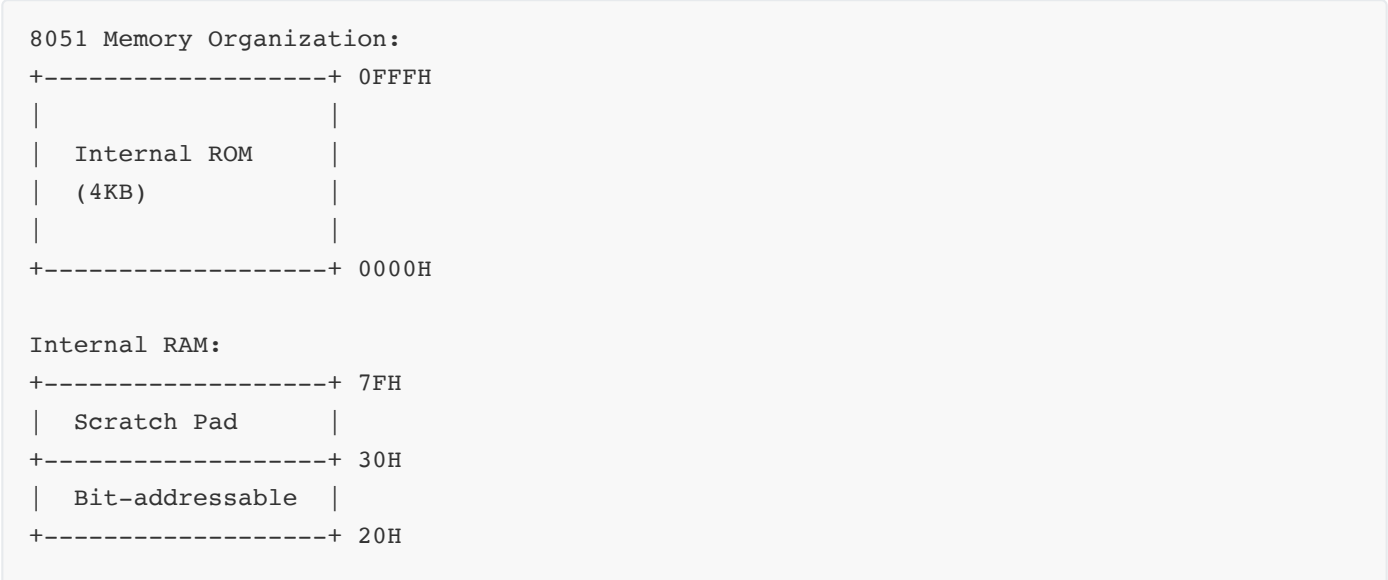 8051 Memory Organization:
+-------------------+ 0FFFH
|                   |
|  Internal ROM     |
|  (4KB)            |
|                   |
+-------------------+ 0000H

Internal RAM:
+-------------------+ 7FH
|  Scratch Pad      |
+-------------------+ 30H
|  Bit-addressable  |
+-------------------+ 20H